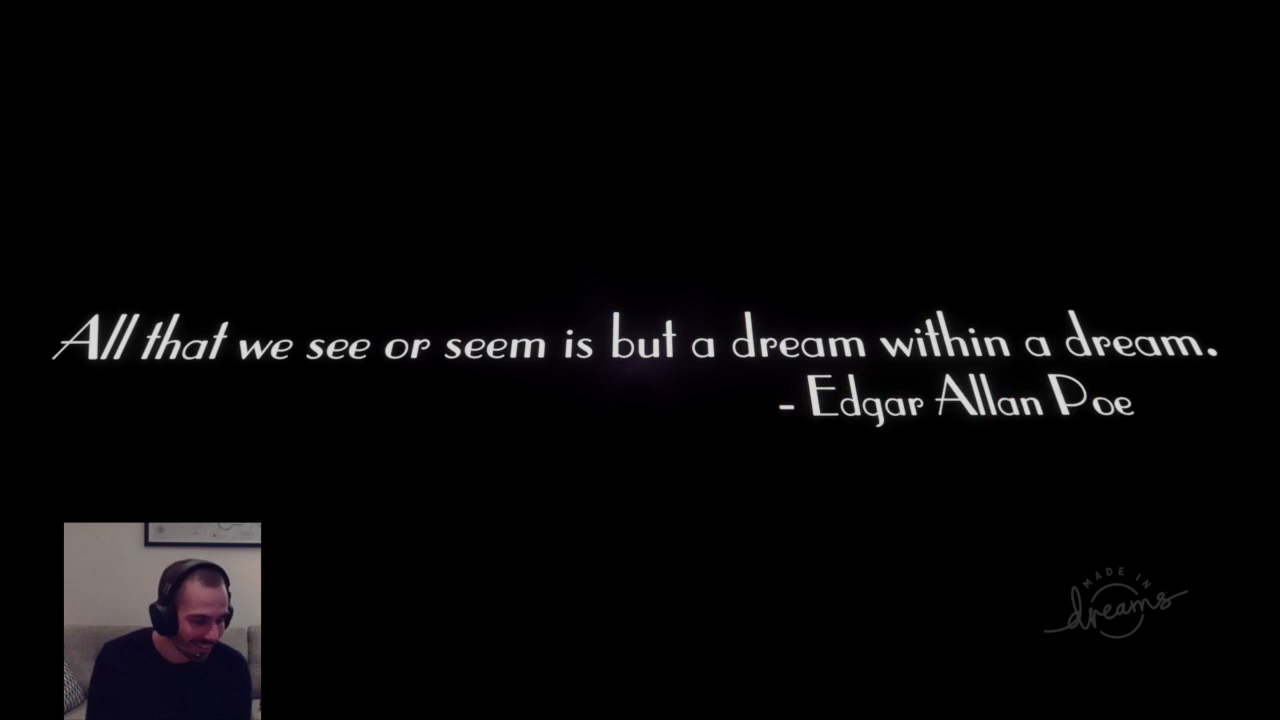 All that we see or seem is but a dream within a dream.
- Edgar Allan Poe
MADE IN
dreams